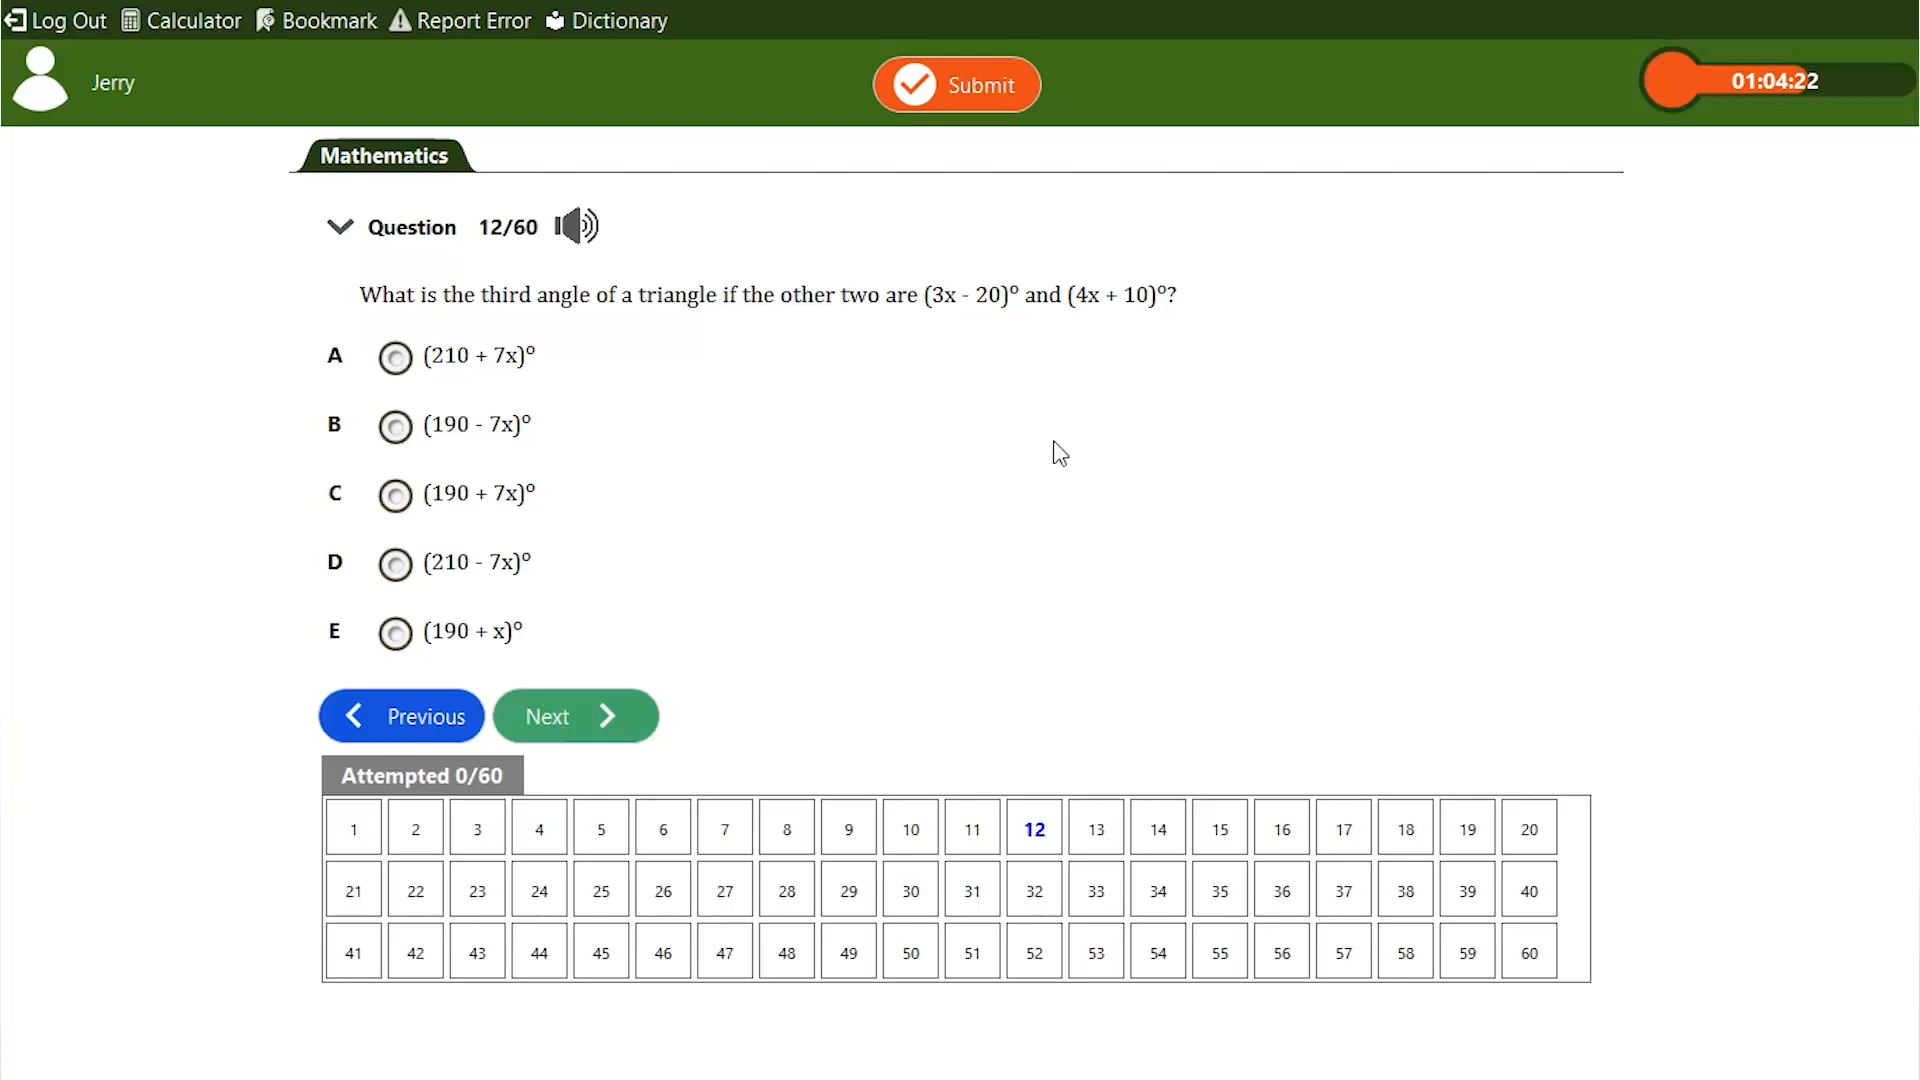 Log Out Calculator Bookmark Report Error Dictionary
Jerry
Submit
01:04:22
Mathematics
Question 12/60
What is the third angle of a triangle if the other two are (3x - 20)º and (4x + 10)º?
A (210 + 7x)º
B (190 - 7x)º
C (190 + 7x)º
D (210 - 7x)º
E (190 + x)º
Previous Next
Attempted 0/60
1 2 3 4 5 6 7 8 9 10 11 12 13 14 15 16 17 18 19 20
21 22 23 24 25 26 27 28 29 30 31 32 33 34 35 36 37 38 39 40
41 42 43 44 45 46 47 48 49 50 51 52 53 54 55 56 57 58 59 60